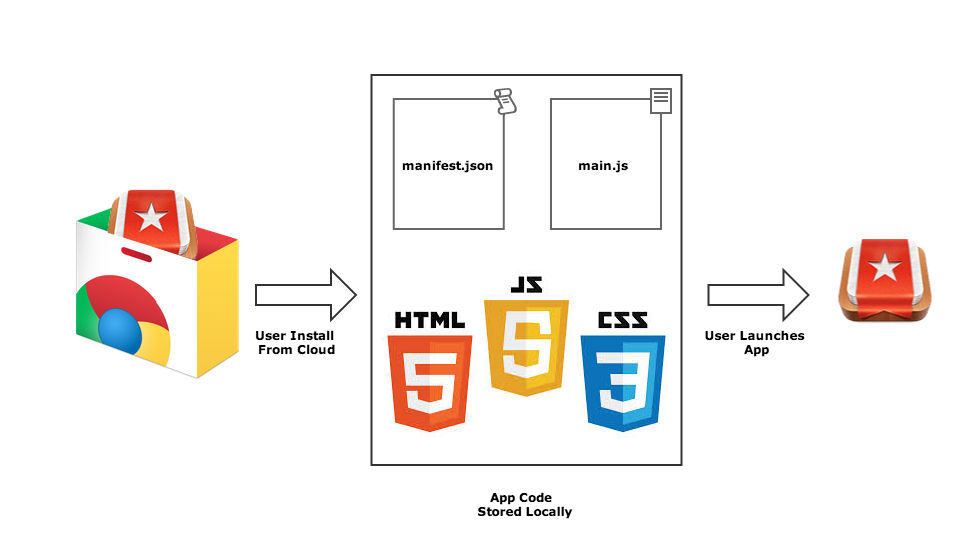 manifest.json
main.js
HTML
5
JS
5
CSS
3
User Install
From Cloud
User Launches
App
App Code
Stored Locally